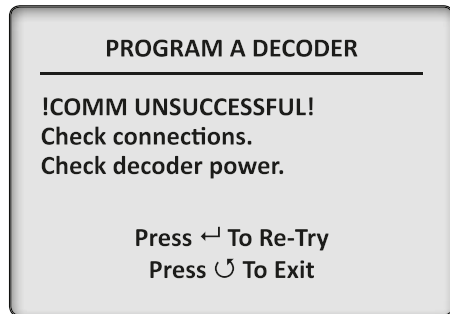 PROGRAM A DECODER
!COMM UNSUCCESSFUL!
Check connections.
Check decoder power.
Press ↵ To Re-Try
Press ↺ To Exit